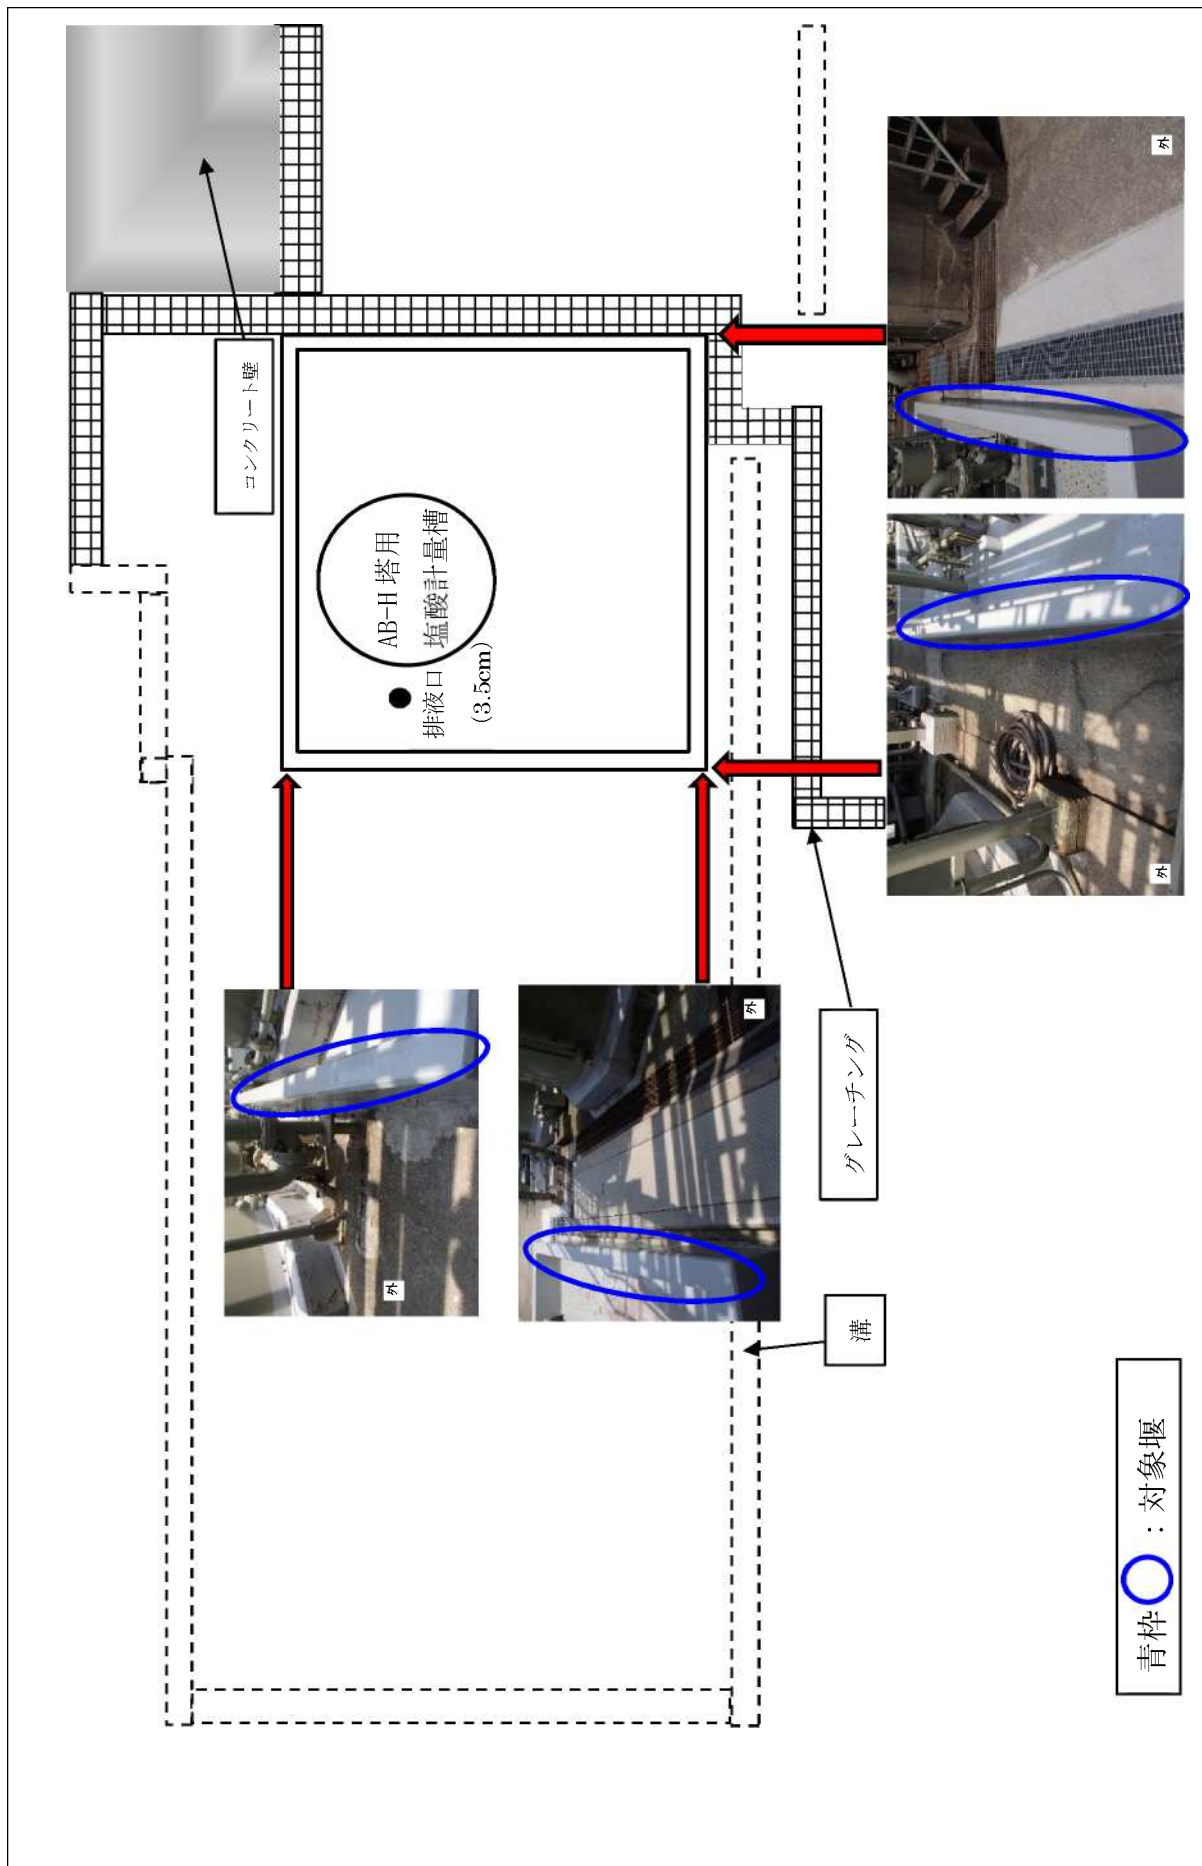 コンクリート壁
AB-H 塔用
塩酸計量槽
排液口
(3.5cm)
外
外
外
外
グレーチング
溝
青枠 : 対象堰